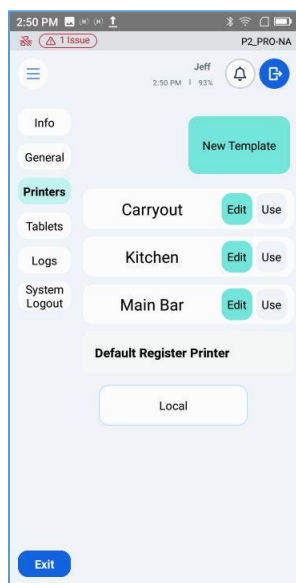 2:50 PM
1 Issue
P2_PRO-NA
Jeff
2:50 PM | 93%
Info
General
New Template
Printers
Carryout Edit Use
Tablets
Kitchen Edit Use
Logs
System
Logout
Main Bar Edit Use
Default Register Printer
Local
Exit